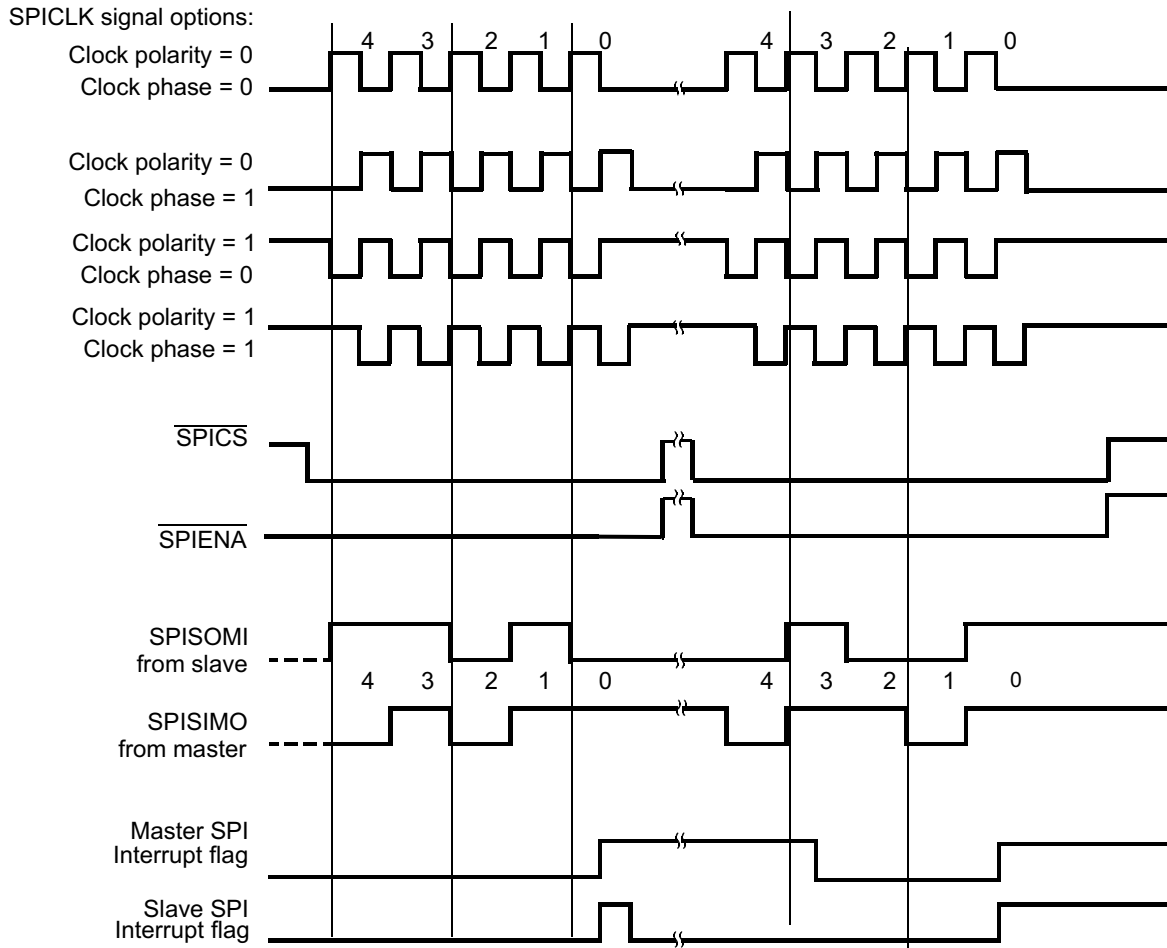 SPICLK signal options:
4 3 2 1 0 4 3 2 1 0
Clock polarity = 0
Clock phase = 0
Clock polarity = 0
Clock phase = 1
Clock polarity = 1
Clock phase = 0
Clock polarity = 1
Clock phase = 1
SPICS
SPIENA
SPISOMI
from slave
4 3 2 1 0 4 3 2 1 0
SPISIMO
from master
Master SPI
Interrupt flag
Slave SPI
Interrupt flag